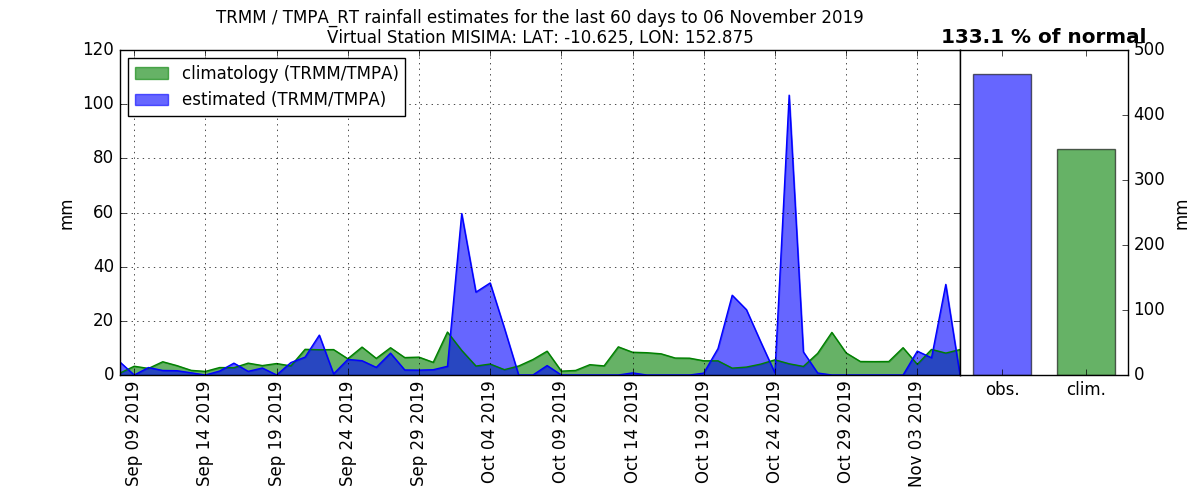 TRMM / TMPA_RT rainfall estimates for the last 60 days to 06 November 2019
Virtual Station MISIMA: LAT: -10.625, LON: 152.875
133.1 % of normal
climatology (TRMM/TMPA)
estimated (TRMM/TMPA)
mm
120
100
80
60
40
20
0
Sep 09 2019
Sep 14 2019
Sep 19 2019
Sep 24 2019
Sep 29 2019
Oct 04 2019
Oct 09 2019
Oct 14 2019
Oct 19 2019
Oct 24 2019
Oct 29 2019
Nov 03 2019
500
400
300
200
100
0
mm
obs.
clim.